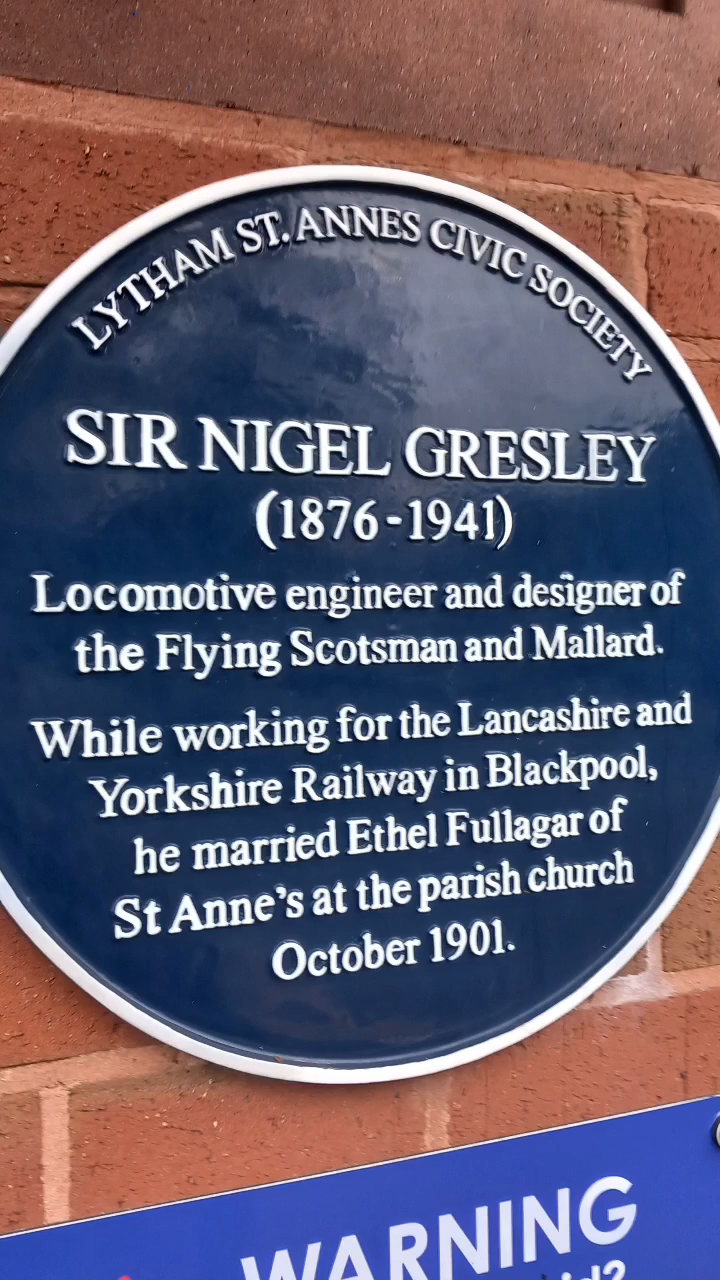 LYTHAM ST. ANNES CIVIC SOCIETY
SIR NIGEL GRESLEY
(1876-1941)
Locomotive engineer and designer of
the Flying Scotsman and Mallard.
While working for the Lancashire and
Yorkshire Railway in Blackpool,
he married Ethel Fullagar of
St Anne's at the parish church
October 1901.
WARNING